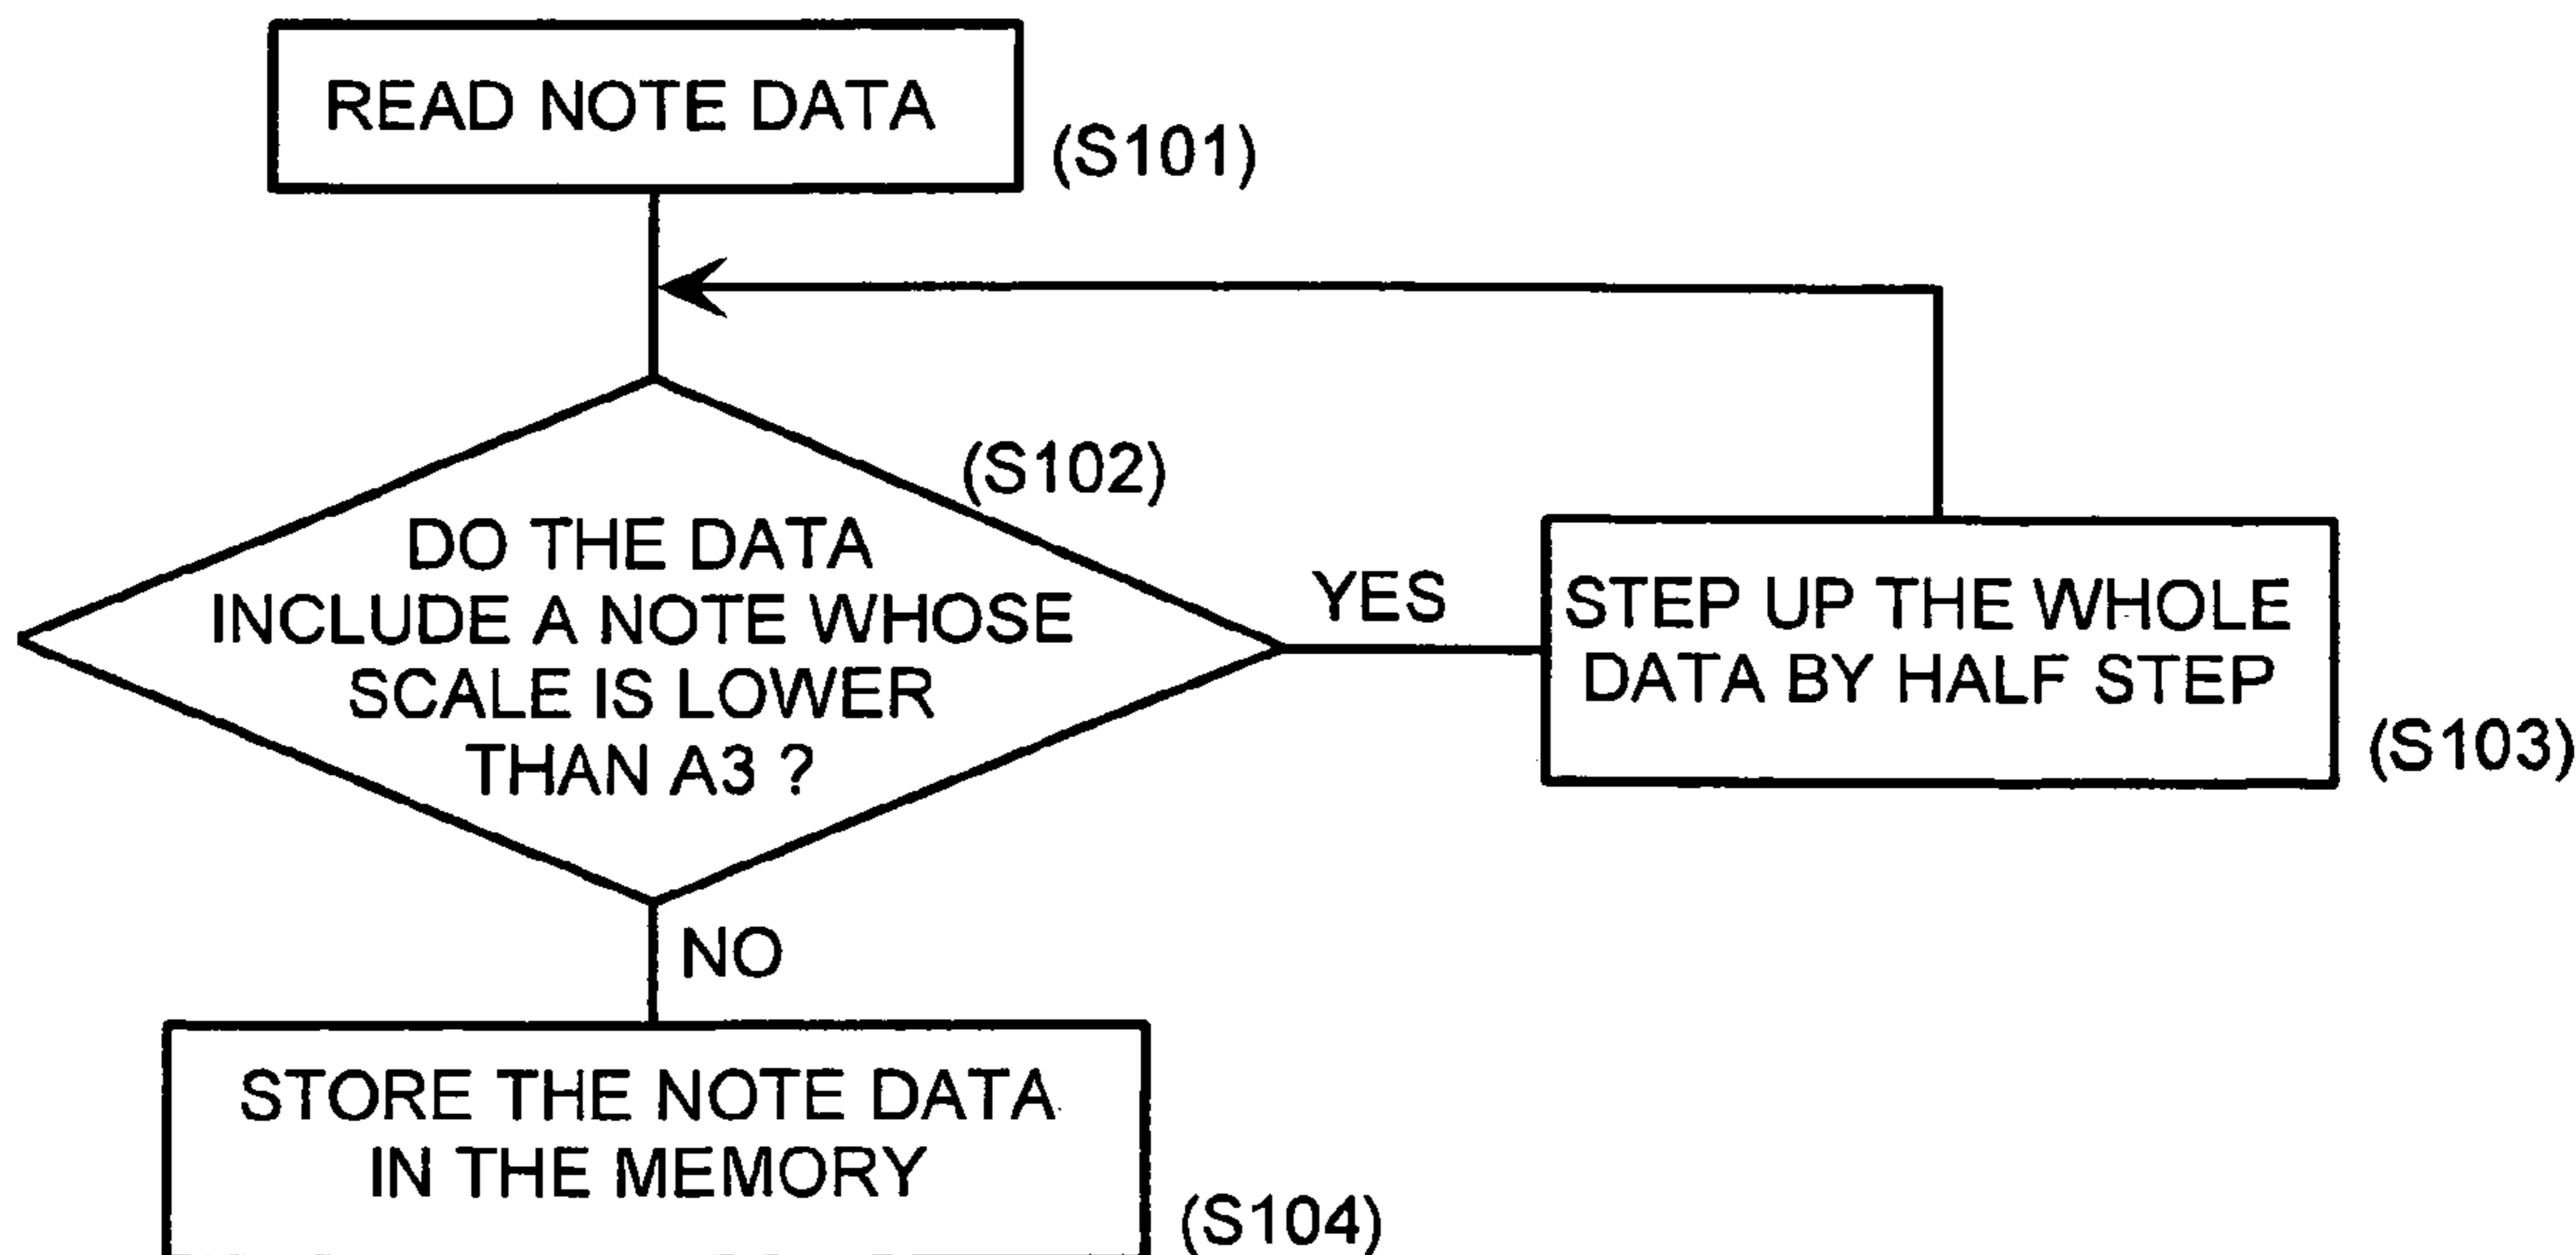 READ NOTE DATA
(S101)
(S102)
DO THE DATA
INCLUDE A NOTE WHOSE
SCALE IS LOWER
THAN A3 ?
YES
STEP UP THE WHOLE
DATA BY HALF STEP
(S103)
NO
STORE THE NOTE DATA
IN THE MEMORY
(S104)